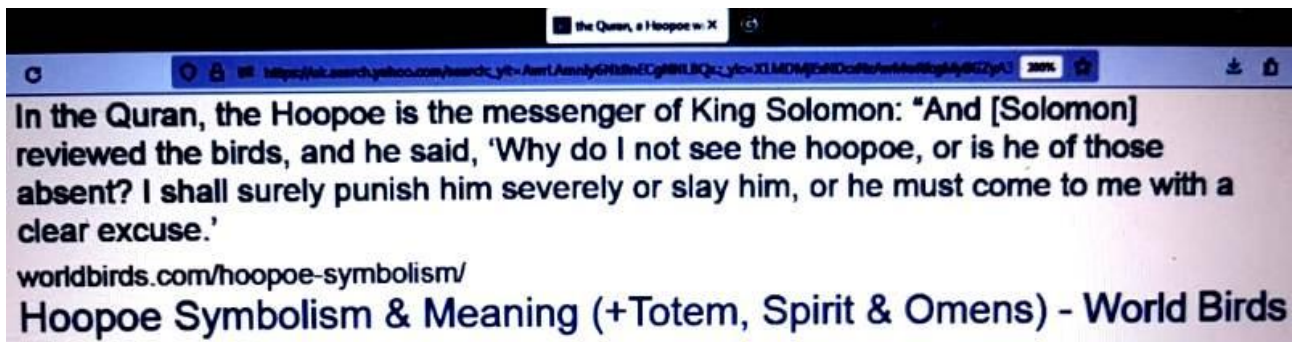 the Quran, a Hoopoe w
200%
In the Quran, the Hoopoe is the messenger of King Solomon: “And [Solomon]
reviewed the birds, and he said, ‘Why do I not see the hoopoe, or is he of those
absent? I shall surely punish him severely or slay him, or he must come to me with a
clear excuse.’
worldbirds.com/hoopoe-symbolism/
Hoopoe Symbolism & Meaning (+Totem, Spirit & Omens) - World Birds